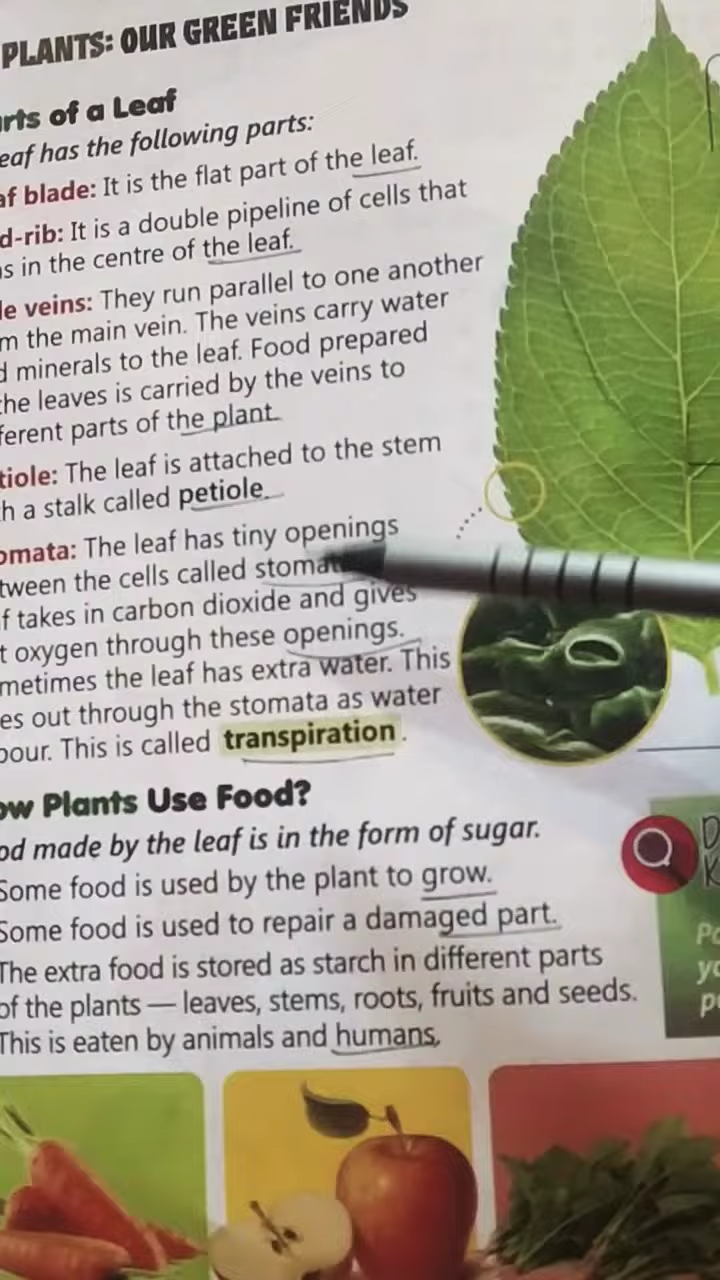 PLANTS: OUR GREEN FRIENDS
rts of a Leaf
eaf has the following parts:
af blade: It is the flat part of the leaf.
d-rib: It is a double pipeline of cells that
s in the centre of the leaf.
le veins: They run parallel to one another
m the main vein. The veins carry water
d minerals to the leaf. Food prepared
the leaves is carried by the veins to
ferent parts of the plant.
tiole: The leaf is attached to the stem
h a stalk called petiole.
omata: The leaf has tiny openings
tween the cells called stomat
f takes in carbon dioxide and gives
t oxygen through these openings.
metimes the leaf has extra water. This
es out through the stomata as water
pour. This is called transpiration.
ow Plants Use Food?
od made by the leaf is in the form of sugar.
Some food is used by the plant to grow.
Some food is used to repair a damaged part.
The extra food is stored as starch in different parts
of the plants — leaves, stems, roots, fruits and seeds.
This is eaten by animals and humans.